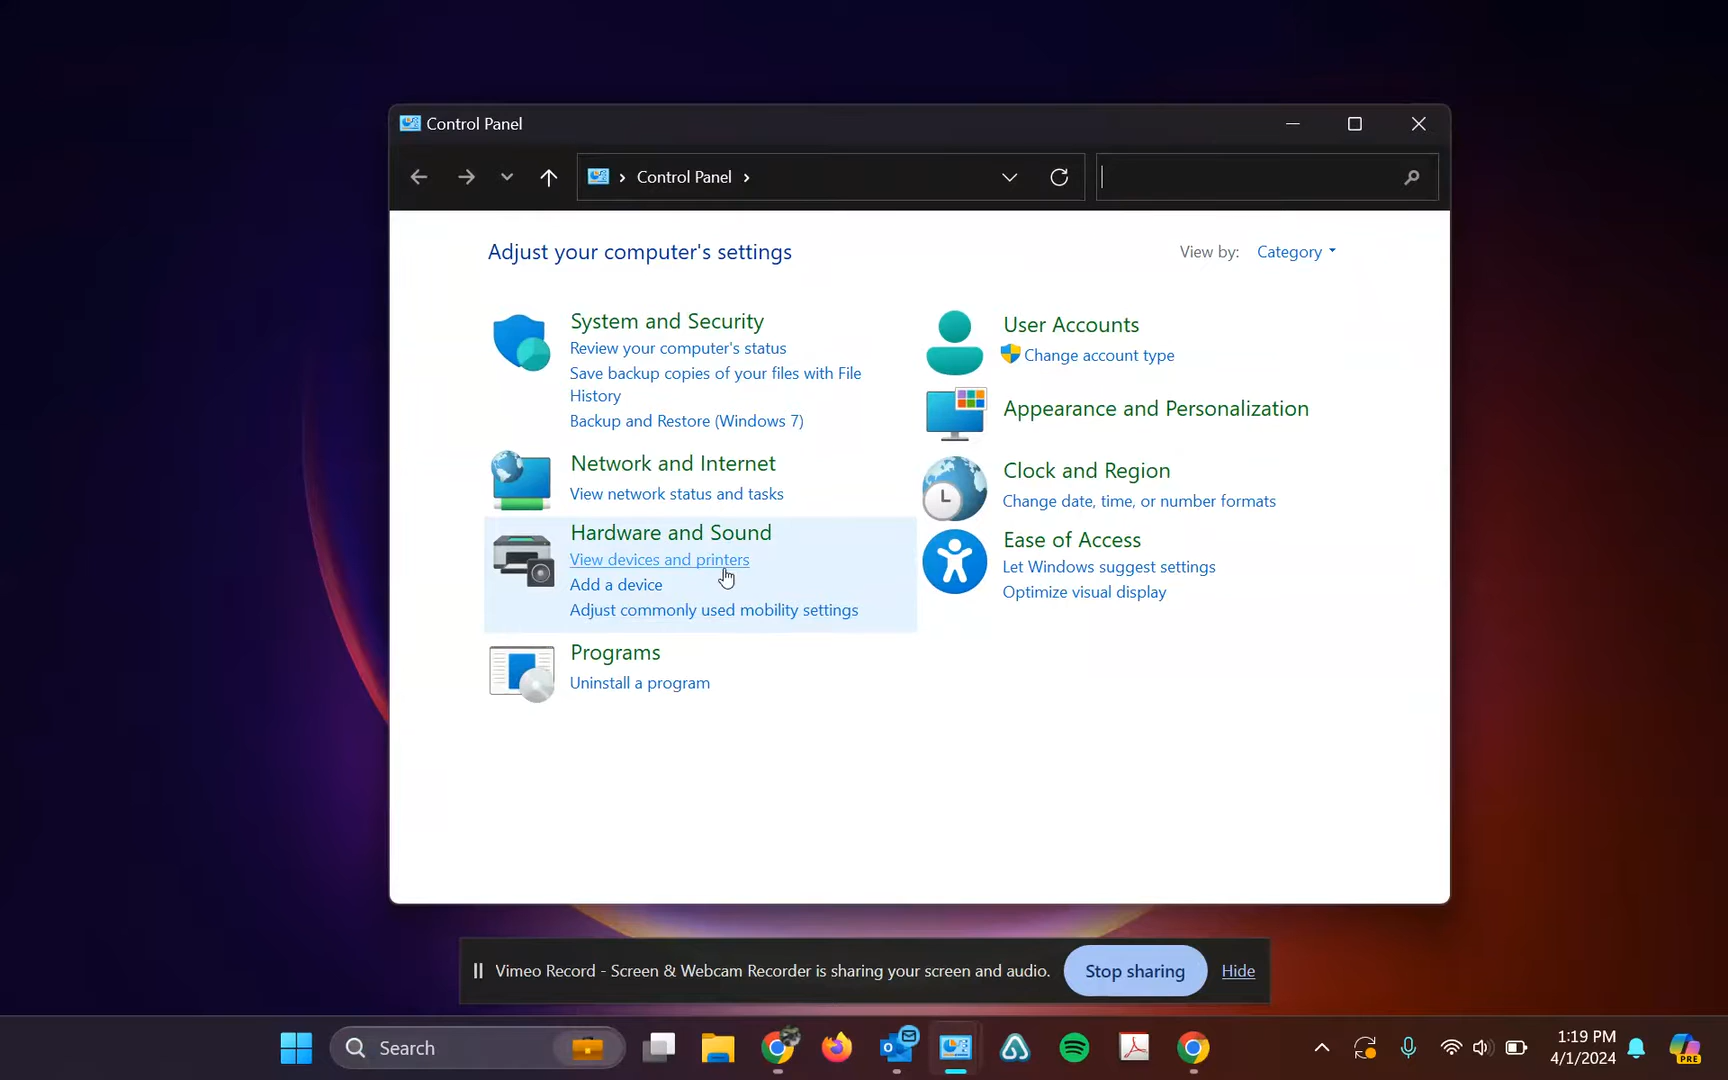 Control Panel
Control Panel
Adjust your computer's settings
View by: Category
System and Security
Review your computer's status
Save backup copies of your files with File
History
Backup and Restore (Windows 7)
Network and Internet
View network status and tasks
Hardware and Sound
View devices and printers
Add a device
Adjust commonly used mobility settings
Programs
Uninstall a program
User Accounts
Change account type
Appearance and Personalization
Clock and Region
Change date, time, or number formats
Ease of Access
Let Windows suggest settings
Optimize visual display
Vimeo Record - Screen & Webcam Recorder is sharing your screen and audio. Stop sharing Hide
Search
1:19 PM
4/1/2024
PRE